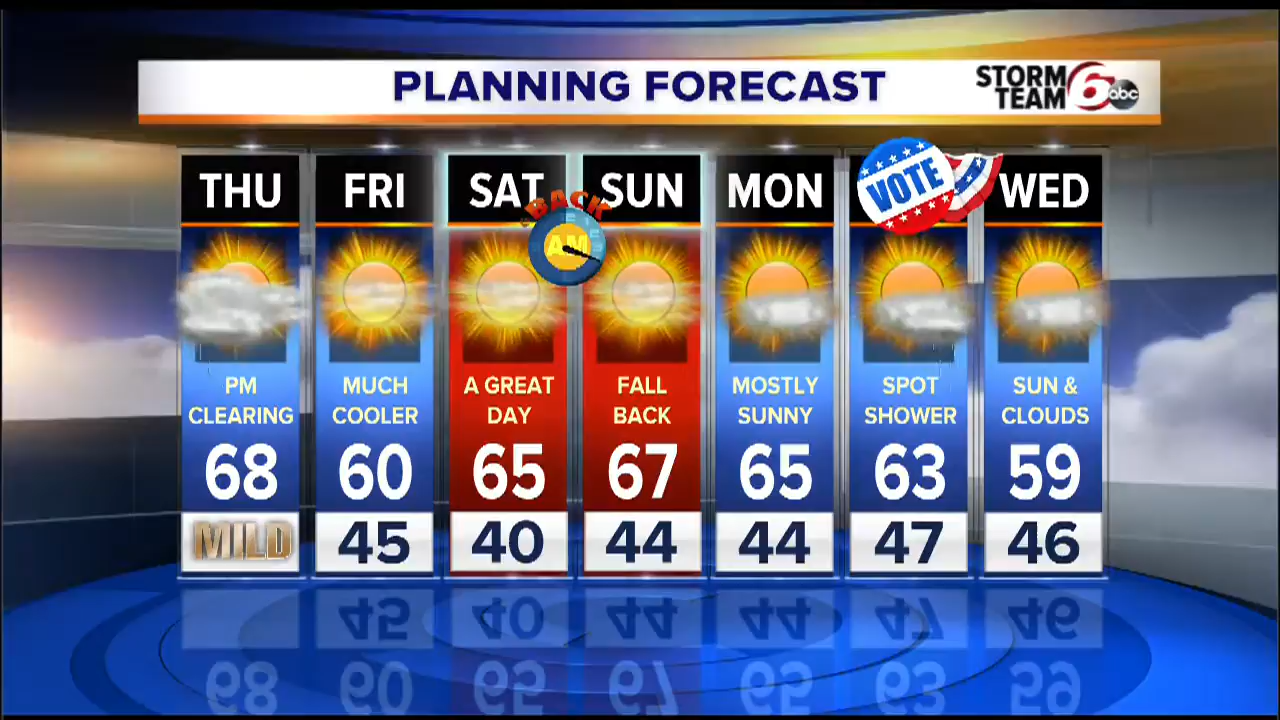 PLANNING FORECAST
STORM
TEAM
6
abc
THU
FRI
SAT
SUN
MON
VOTE
WED
BACK
AM
PM
CLEARING
MUCH
COOLER
A GREAT
DAY
FALL
BACK
MOSTLY
SUNNY
SPOT
SHOWER
SUN &
CLOUDS
68
60
65
67
65
63
59
MILD
45
40
44
44
47
46